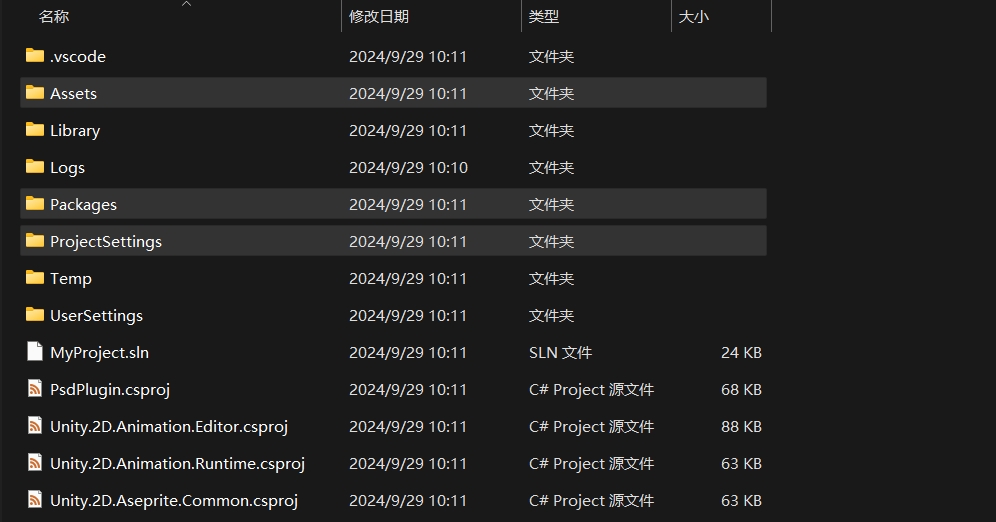 名称 修改日期 类型 大小
.vscode 2024/9/29 10:11 文件夹
Assets 2024/9/29 10:11 文件夹
Library 2024/9/29 10:11 文件夹
Logs 2024/9/29 10:10 文件夹
Packages 2024/9/29 10:11 文件夹
ProjectSettings 2024/9/29 10:11 文件夹
Temp 2024/9/29 10:11 文件夹
UserSettings 2024/9/29 10:11 文件夹
MyProject.sln 2024/9/29 10:11 SLN 文件 24 KB
PsdPlugin.csproj 2024/9/29 10:11 C# Project 源文件 68 KB
Unity.2D.Animation.Editor.csproj 2024/9/29 10:11 C# Project 源文件 88 KB
Unity.2D.Animation.Runtime.csproj 2024/9/29 10:11 C# Project 源文件 63 KB
Unity.2D.Aseprite.Common.csproj 2024/9/29 10:11 C# Project 源文件 63 KB